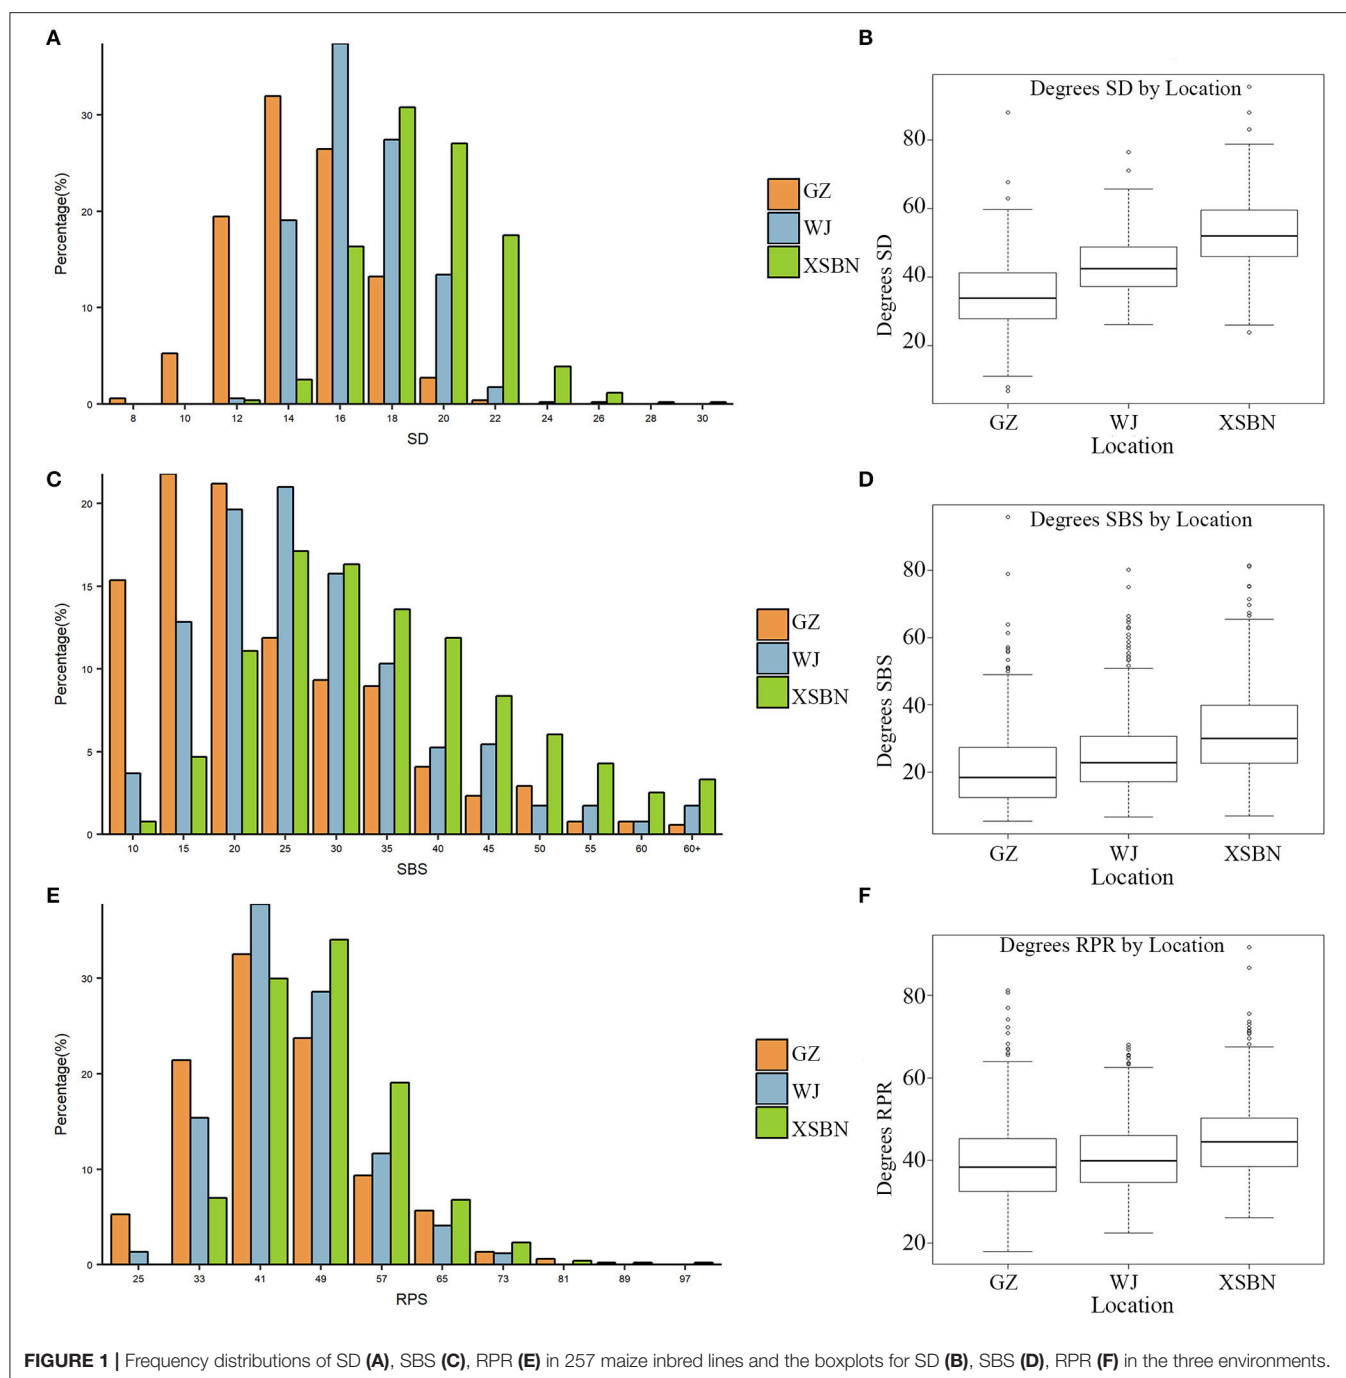 A
Percentage(%)
30
20
10
0
8 10 12 14 16 18 20 22 24 26 28 30
SD
GZ
WJ
XSBN
B
Degrees SD by Location
Degrees SD
80
60
40
20
GZ WJ XSBN
Location
C
Percentage(%)
20
15
10
5
0
10 15 20 25 30 35 40 45 50 55 60 60+
SBS
GZ
WJ
XSBN
D
Degrees SBS by Location
Degrees SBS
80
60
40
20
GZ WJ XSBN
Location
E
Percentage(%)
30
20
10
0
25 33 41 49 57 65 73 81 89 97
RPS
GZ
WJ
XSBN
F
Degrees RPR by Location
Degrees RPR
80
60
40
20
GZ WJ XSBN
Location
FIGURE 1 | Frequency distributions of SD (A), SBS (C), RPR (E) in 257 maize inbred lines and the boxplots for SD (B), SBS (D), RPR (F) in the three environments.